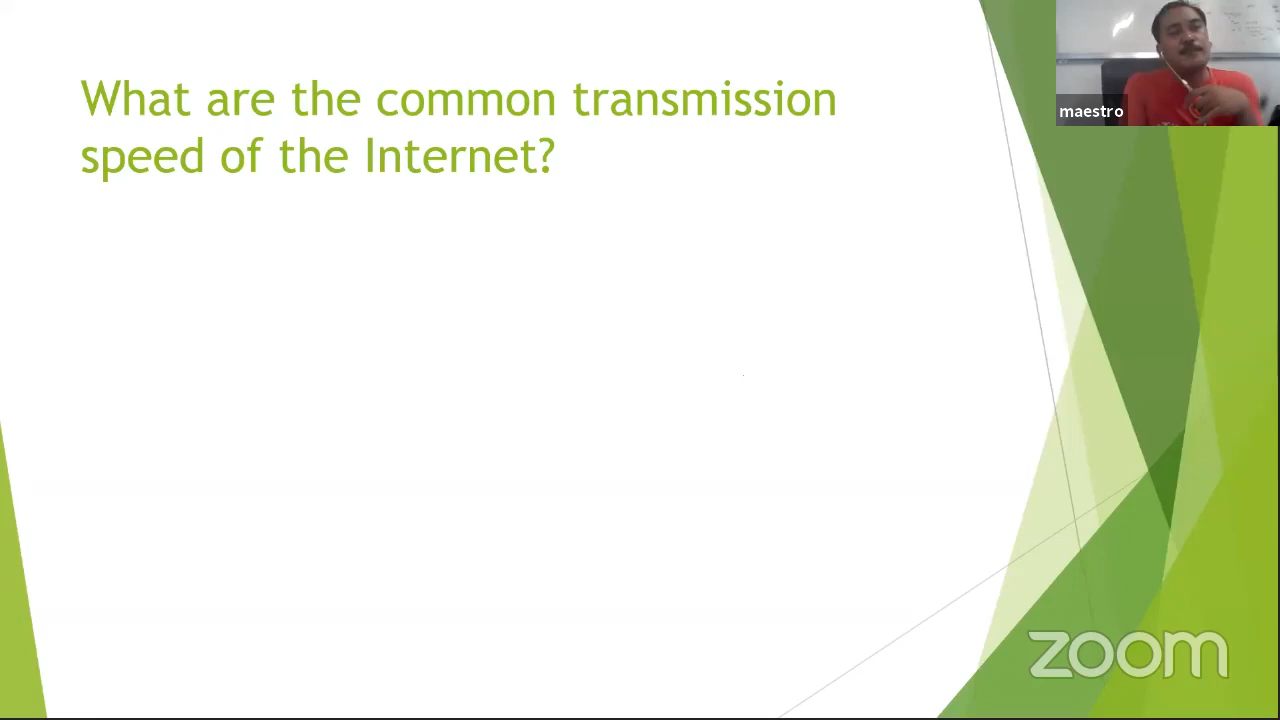 What are the common transmission
speed of the Internet?
maestro
zoom